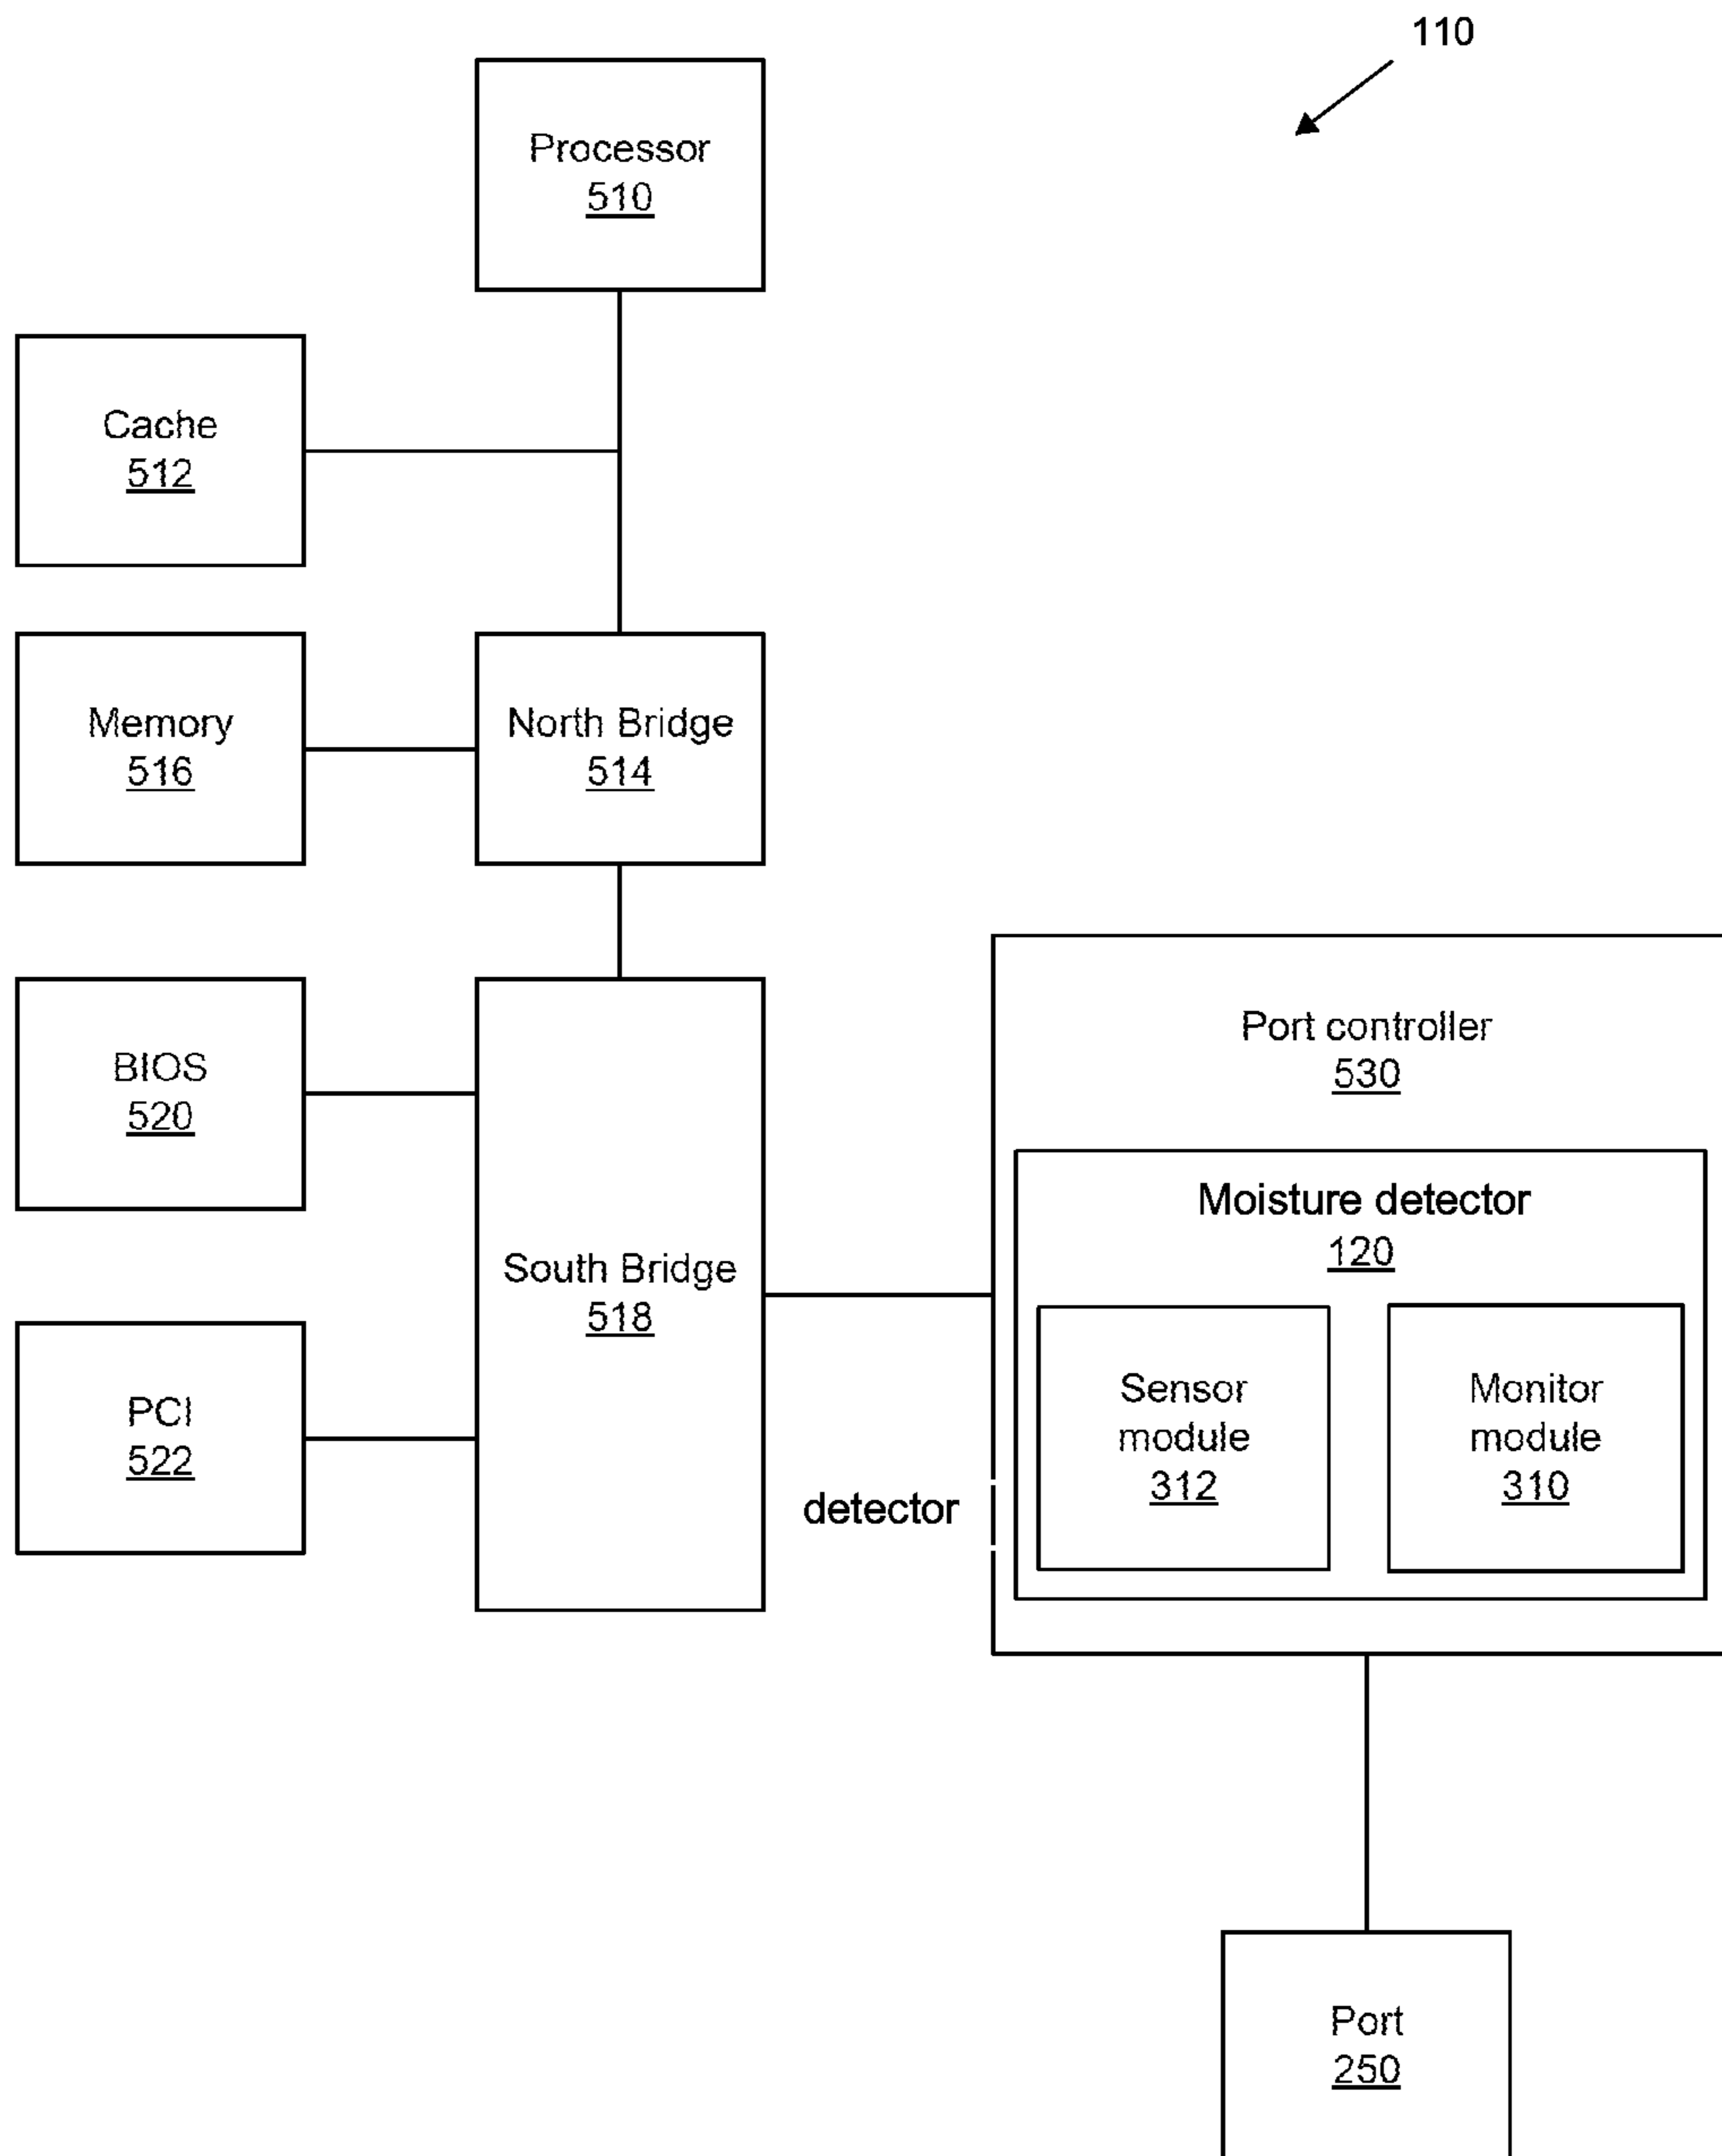 110
Processor
510
Cache
512
Memory
516
North Bridge
514
BIOS
520
South Bridge
518
PCI
522
Port controller
530
Moisture detector
120
Sensor
module
312
Monitor
module
310
detector
Port
250